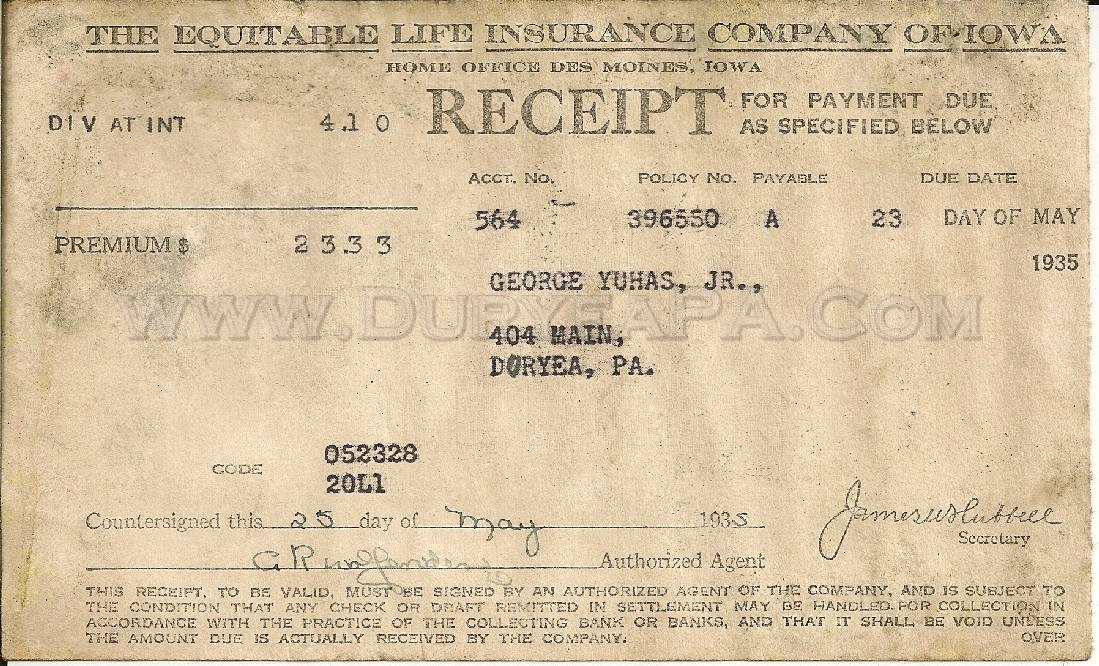 THE EQUITABLE LIFE INSURANCE COMPANY OF IOWA
HOME OFFICE DES MOINES, IOWA
DIV AT INT 4.10
RECEIPT FOR PAYMENT DUE
AS SPECIFIED BELOW
ACCT. NO. POLICY NO. PAYABLE DUE DATE
564 396550 A 23 DAY OF MAY
1935
PREMIUM $ 23.33
GEORGE YUHAS, JR.,
www.DuryeaPA.Com
404 MAIN,
DORYEA, PA.
CODE 052328
20L1
Countersigned this 25 day of May 1935
Secretary
Authorized Agent
THIS RECEIPT, TO BE VALID, MUST BE SIGNED BY AN AUTHORIZED AGENT OF THE COMPANY, AND IS SUBJECT TO
THE CONDITION THAT ANY CHECK OR DRAFT REMITTED IN SETTLEMENT MAY BE HANDLED FOR COLLECTION IN
ACCORDANCE WITH THE PRACTICE OF THE COLLECTING BANK OR BANKS, AND THAT IT SHALL BE VOID UNLESS
THE AMOUNT DUE IS ACTUALLY RECEIVED BY THE COMPANY. OVER